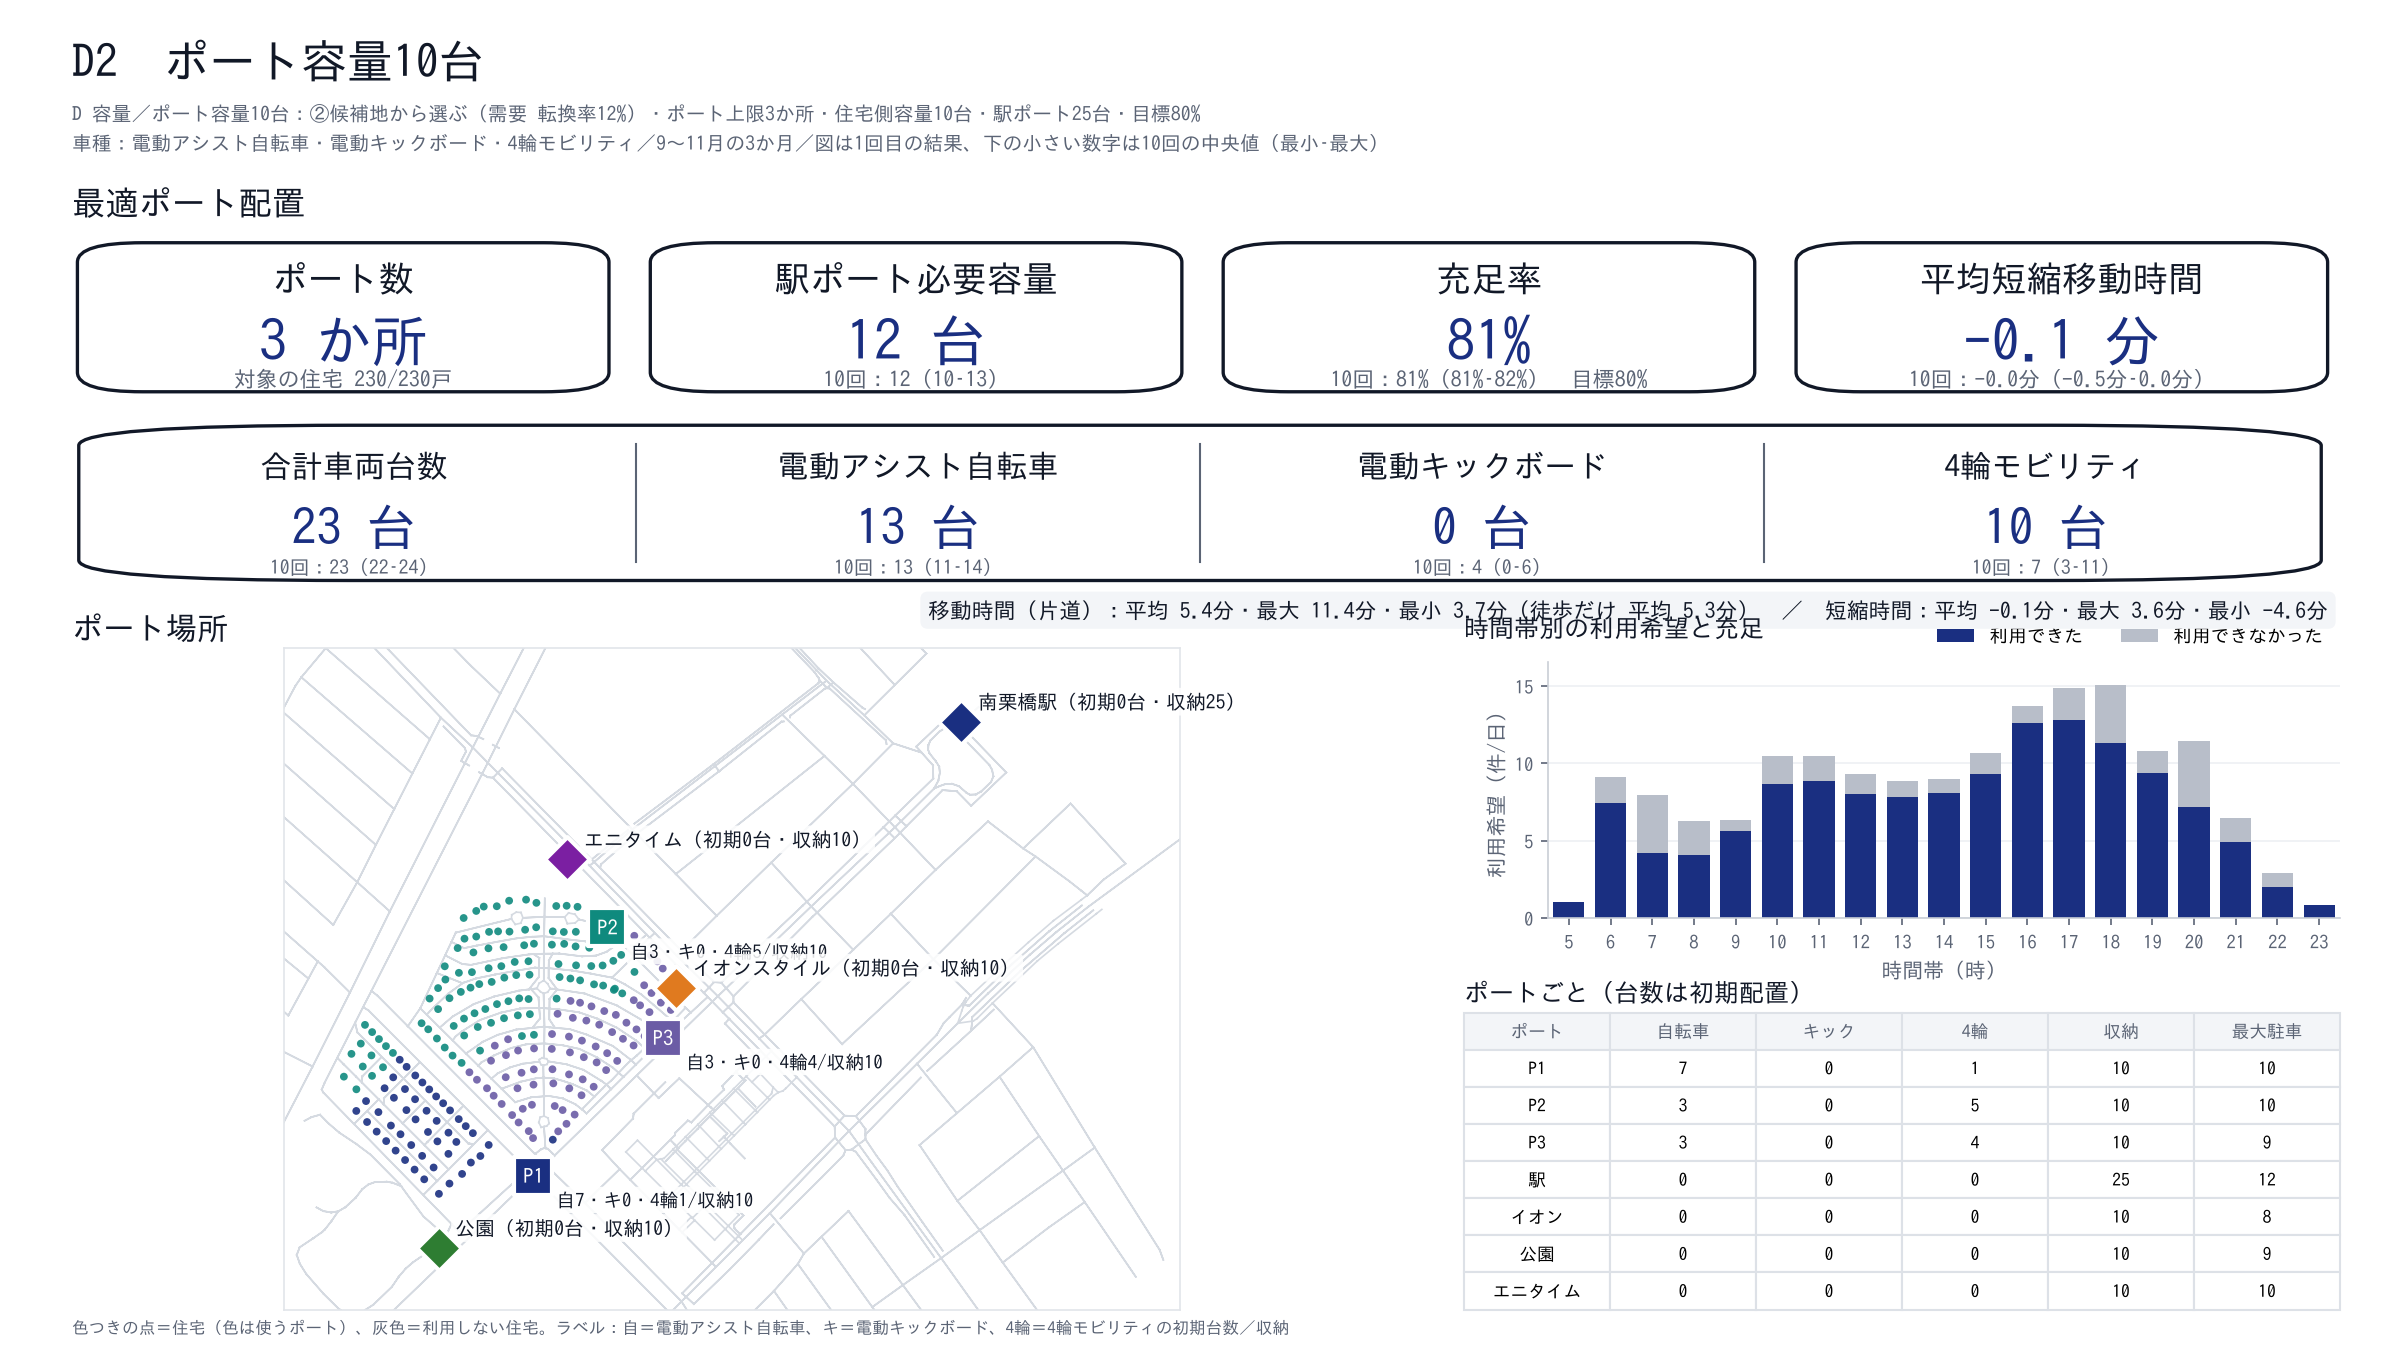 D2　ポート容量10台
D 容量／ポート容量10台：②候補地から選ぶ（需要 転換率12%）・ポート上限3か所・住宅側容量10台・駅ポート25台・目標80%
車種：電動アシスト自転車・電動キックボード・4輪モビリティ／9～11月の3か月／図は1回目の結果、下の小さい数字は10回の中央値（最小-最大）
最適ポート配置
ポート数
3 か所
対象の住宅 230/230戸
駅ポート必要容量
12 台
10回：12（10-13）
充足率
81%
10回：81%（81%-82%）　目標80%
平均短縮移動時間
-0.1 分
10回：-0.0分（-0.5分-0.0分）
合計車両台数
23 台
10回：23（22-24）
電動アシスト自転車
13 台
10回：13（11-14）
電動キックボード
0 台
10回：4（0-6）
4輪モビリティ
10 台
10回：7（3-11）
移動時間（片道）：平均 5.4分・最大 11.4分・最小 3.7分（徒歩だけ 平均 5.3分）　／　短縮時間：平均 -0.1分・最大 3.6分・最小 -4.6分
ポート場所
南栗橋駅（初期0台・収納25）
エニタイム（初期0台・収納10）
P2
自3・キ0・4輪5/収納10
イオンスタイル（初期0台・収納10）
P3
自3・キ0・4輪4/収納10
P1
自7・キ0・4輪1/収納10
公園（初期0台・収納10）
時間帯別の利用希望と充足
利用できた
利用できなかった
利用希望（件/日）
15
10
5
0
5 6 7 8 9 10 11 12 13 14 15 16 17 18 19 20 21 22 23
時間帯（時）
ポートごと（台数は初期配置）
ポート 自転車 キック 4輪 収納 最大駐車
P1 7 0 1 10 10
P2 3 0 5 10 10
P3 3 0 4 10 9
駅 0 0 0 25 12
イオン 0 0 0 10 8
公園 0 0 0 10 9
エニタイム 0 0 0 10 10
色つきの点＝住宅（色は使うポート）、灰色＝利用しない住宅。ラベル：自＝電動アシスト自転車、キ＝電動キックボード、4輪＝4輪モビリティの初期台数／収納